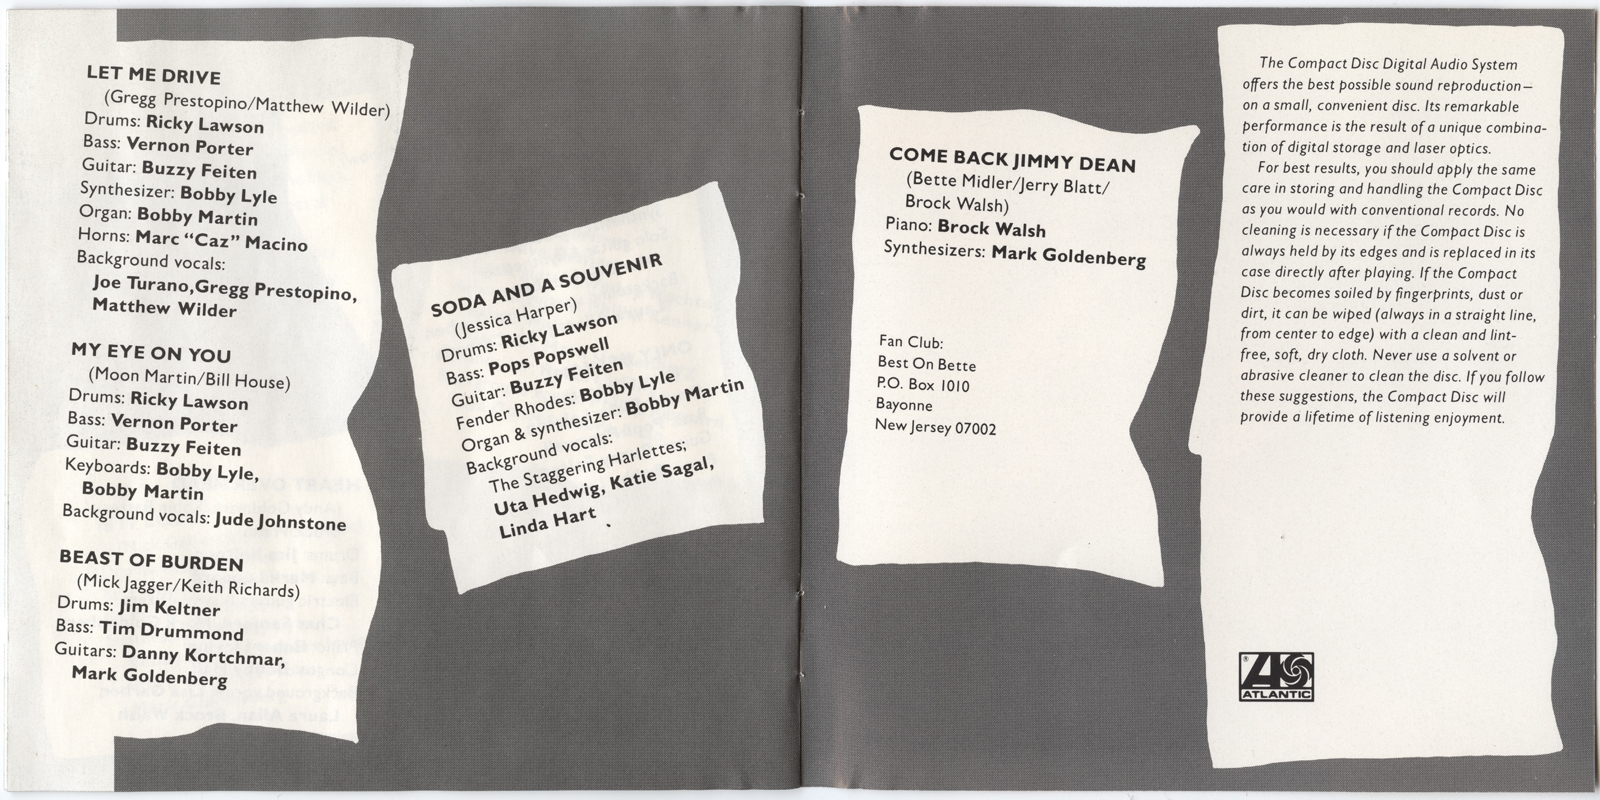 LET ME DRIVE
(Gregg Prestopino/Matthew Wilder)
Drums: Ricky Lawson
Bass: Vernon Porter
Guitar: Buzzy Feiten
Synthesizer: Bobby Lyle
Organ: Bobby Martin
Horns: Marc “Caz” Macino
Background vocals:
Joe Turano,Gregg Prestopino,
Matthew Wilder
MY EYE ON YOU
(Moon Martin/Bill House)
Drums: Ricky Lawson
Bass: Vernon Porter
Guitar: Buzzy Feiten
Keyboards: Bobby Lyle,
Bobby Martin
Background vocals: Jude Johnstone
BEAST OF BURDEN
(Mick Jagger/Keith Richards)
Drums: Jim Keltner
Bass: Tim Drummond
Guitars: Danny Kortchmar,
Mark Goldenberg
SODA AND A SOUVENIR
(Jessica Harper)
Drums: Ricky Lawson
Bass: Pops Popswell
Guitar: Buzzy Feiten
Fender Rhodes: Bobby Lyle
Organ & synthesizer: Bobby Martin
Background vocals:
The Staggering Harlettes;
Uta Hedwig, Katie Sagal,
Linda Hart
COME BACK JIMMY DEAN
(Bette Midler/Jerry Blatt/
Brock Walsh)
Piano: Brock Walsh
Synthesizers: Mark Goldenberg
Fan Club:
Best On Bette
P.O. Box 1010
Bayonne
New Jersey 07002
The Compact Disc Digital Audio System
offers the best possible sound reproduction—
on a small, convenient disc. Its remarkable
performance is the result of a unique combina-
tion of digital storage and laser optics.
For best results, you should apply the same
care in storing and handling the Compact Disc
as you would with conventional records. No
cleaning is necessary if the Compact Disc is
always held by its edges and is replaced in its
case directly after playing. If the Compact
Disc becomes soiled by fingerprints, dust or
dirt, it can be wiped (always in a straight line,
from center to edge) with a clean and lint-
free, soft, dry cloth. Never use a solvent or
abrasive cleaner to clean the disc. If you follow
these suggestions, the Compact Disc will
provide a lifetime of listening enjoyment.
®
ATLANTIC